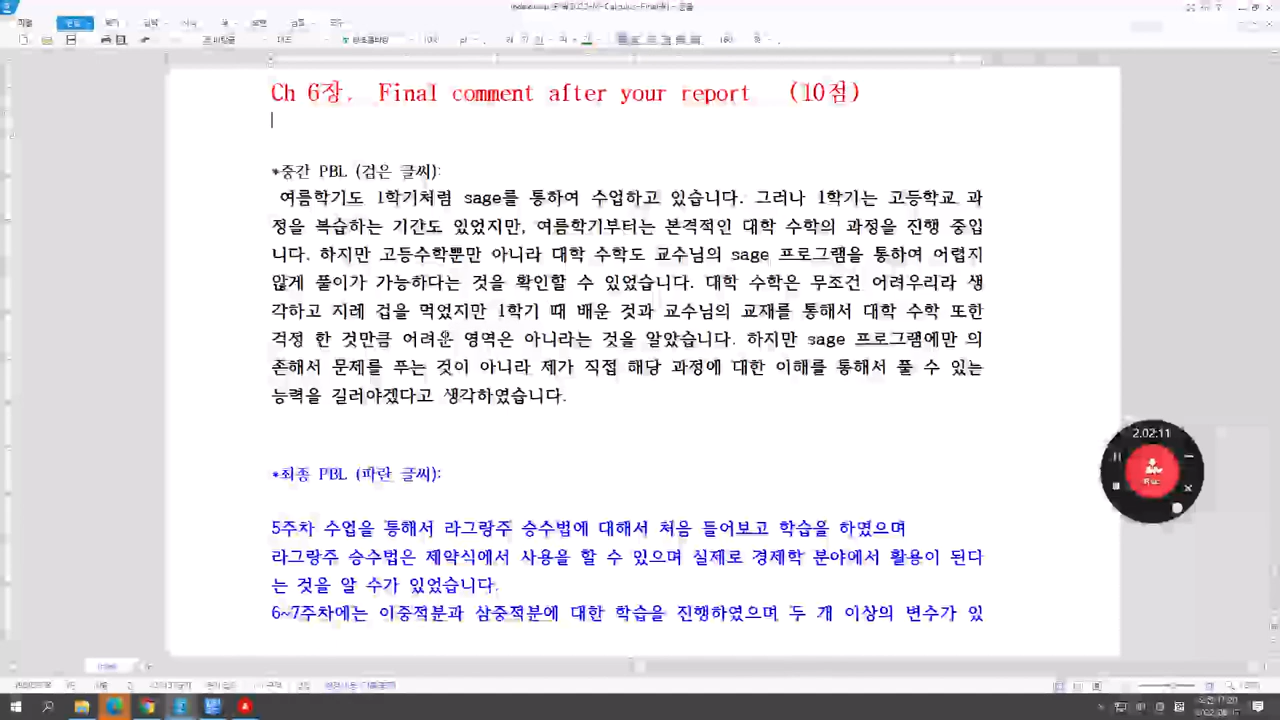 Ch 6장. Final comment after your report (10점)
*중간 PBL (검은 글씨):
여름학기도 1학기처럼 sage를 통하여 수업하고 있습니다. 그러나 1학기는 고등학교 과
정을 복습하는 기간도 있었지만, 여름학기부터는 본격적인 대학 수학의 과정을 진행 중입
니다. 하지만 고등수학뿐만 아니라 대학 수학도 교수님의 sage 프로그램을 통하여 어렵지
않게 풀이가 가능하다는 것을 확인할 수 있었습니다. 대학 수학은 무조건 어려우리라 생
각하고 지레 겁을 먹었지만 1학기 때 배운 것과 교수님의 교재를 통해서 대학 수학 또한
걱정 한 것만큼 어려운 영역은 아니라는 것을 알았습니다. 하지만 sage 프로그램에만 의
존해서 문제를 푸는 것이 아니라 제가 직접 해당 과정에 대한 이해를 통해서 풀 수 있는
능력을 길러야겠다고 생각하였습니다.
*최종 PBL (파란 글씨):
5주차 수업을 통해서 라그랑주 승수법에 대해서 처음 들어보고 학습을 하였으며
라그랑주 승수법은 제약식에서 사용을 할 수 있으며 실제로 경제학 분야에서 활용이 된다
는 것을 알 수가 있었습니다.
6~7주차에는 이중적분과 삼중적분에 대한 학습을 진행하였으며 두 개 이상의 변수가 있
2:02:11